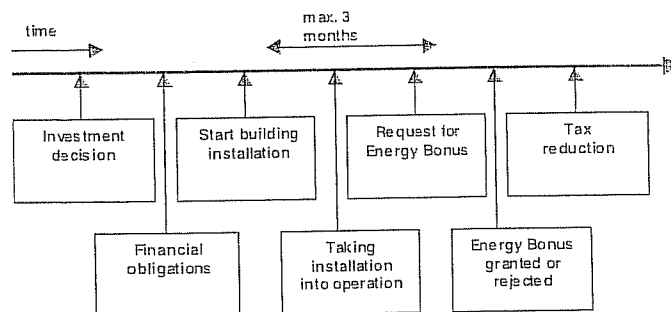 time
max. 3
months
Investment
decision
Start building
installation
Request for
Energy Bonus
Tax
reduction
Financial
obligations
Taking
installation
into operation
Energy Bonus
granted or
rejected